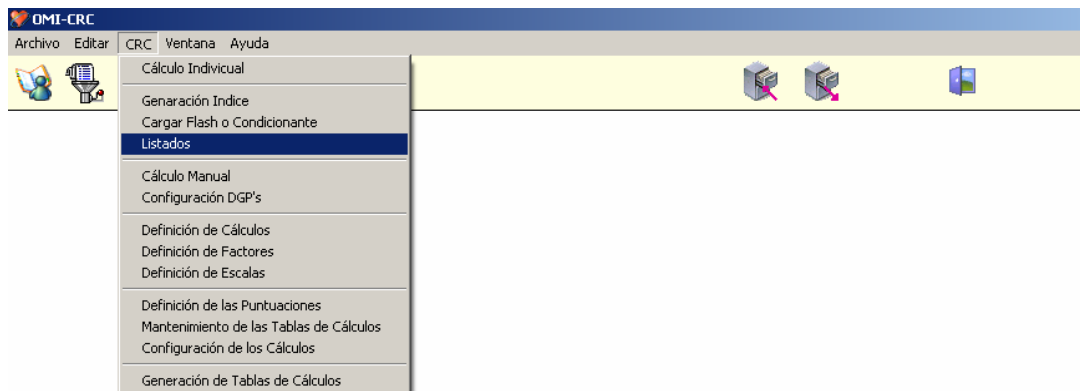 OMI-CRC
Archivo Editar CRC Ventana Ayuda
Cálculo Indivicual
Genaración Indice
Cargar Flash o Condicionante
Listados
Cálculo Manual
Configuración DGP's
Definición de Cálculos
Definición de Factores
Definición de Escalas
Definición de las Puntuaciones
Mantenimiento de las Tablas de Cálculos
Configuración de los Cálculos
Generación de Tablas de Cálculos